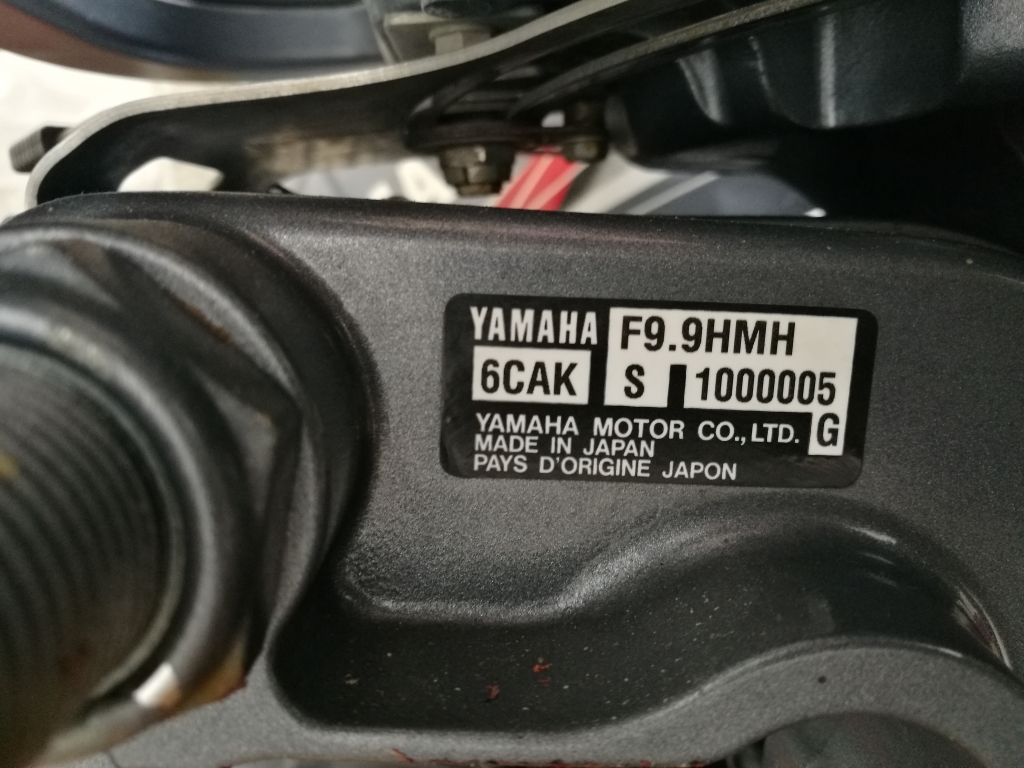 YAMAHA F9.9HMH
6CAK S 1000005
G
YAMAHA MOTOR CO., LTD.
MADE IN JAPAN
PAYS D'ORIGINE JAPON